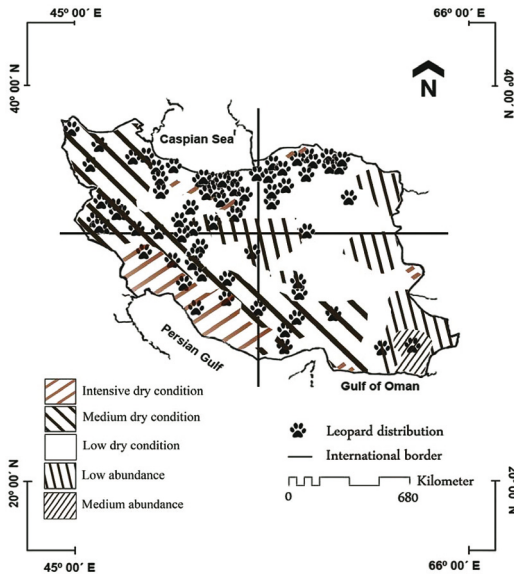 45º 00´ E
66º 00´ E
40º 00´ N
40º 00´ N
N
Caspian Sea
Persian Gulf
Gulf of Oman
Intensive dry condition
Medium dry condition
Low dry condition
Low abundance
Medium abundance
Leopard distribution
International border
Kilometer
0 680
20º 00´ N
20º 00´ N
45º 00´ E
66º 00´ E